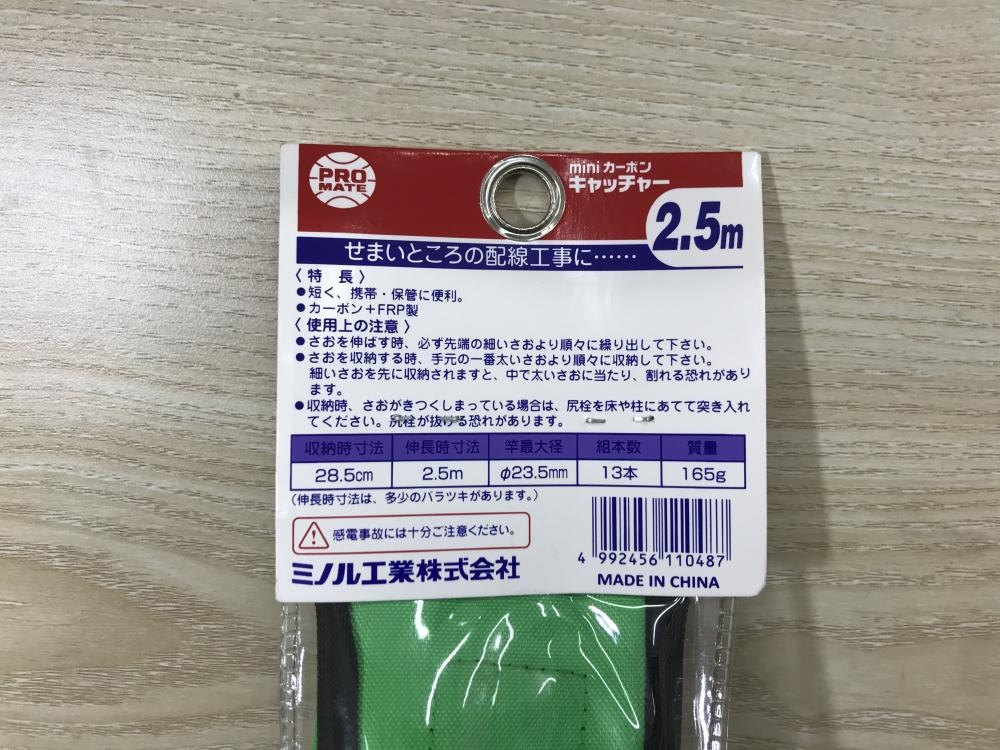 PRO
MATE
mini カーボン
キャッチャー
2.5m
せまいところの配線工事に……
〈 特 長 〉
●短く、携帯・保管に便利。
●カーボン＋FRP製
〈 使用上の注意 〉
●さおを伸ばす時、必ず先端の細いさおより順々に繰り出して下さい。
●さおを収納する時、手元の一番太いさおより順々に収納して下さい。
細いさおを先に収納されますと、中で太いさおに当たり、割れる恐れがあり
ます。
●収納時、さおがきつくしまっている場合は、尻栓を床や柱にあてて突き入れ
てください。尻栓が抜ける恐れがあります。
収納時寸法 伸長時寸法 竿最大径 組本数 質量
28.5cm 2.5m φ23.5mm 13本 165g
（伸長時寸法は、多少のバラツキがあります。）
感電事故には十分ご注意ください。
4 992456 110487
ミノル工業株式会社
MADE IN CHINA